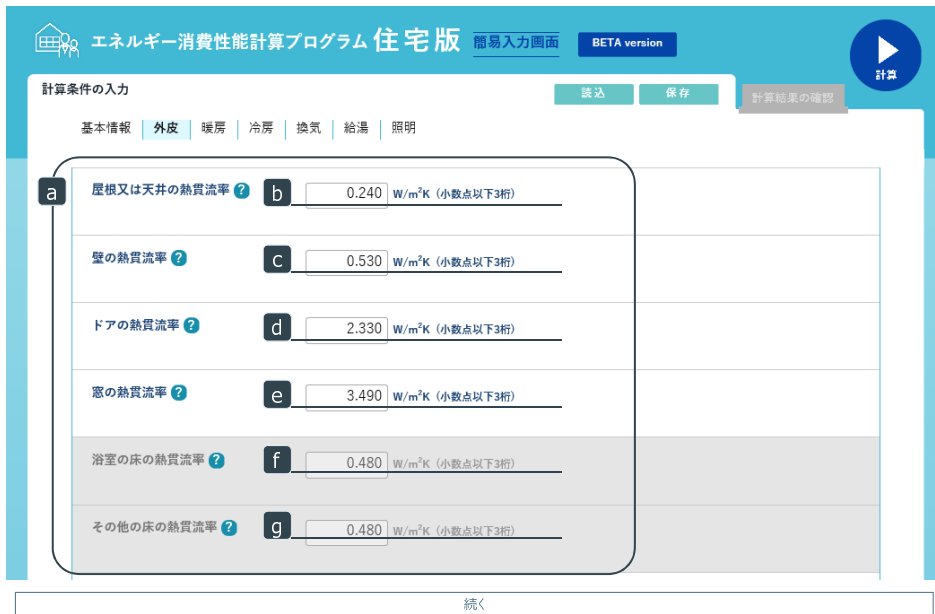 エネルギー消費性能計算プログラム 住宅版 簡易入力画面 BETA version
計算
計算条件の入力 読込 保存 計算結果の確認
基本情報 外皮 暖房 冷房 換気 給湯 照明
a
屋根又は天井の熱貫流率 ? b 0.240 W/m²K（小数点以下3桁）
壁の熱貫流率 ? c 0.530 W/m²K（小数点以下3桁）
ドアの熱貫流率 ? d 2.330 W/m²K（小数点以下3桁）
窓の熱貫流率 ? e 3.490 W/m²K（小数点以下3桁）
浴室の床の熱貫流率 ? f 0.480 W/m²K（小数点以下3桁）
その他の床の熱貫流率 ? g 0.480 W/m²K（小数点以下3桁）
続く